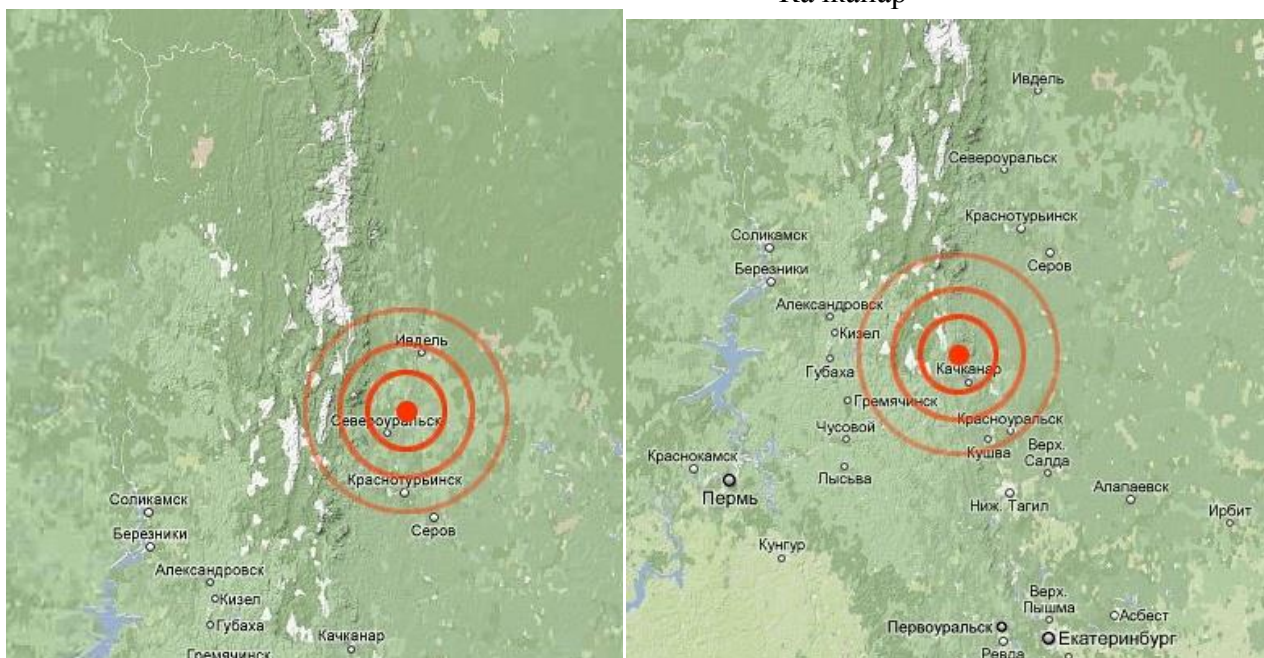 Качканар
Ивдель
Североуральск
Краснотурьинск
Соликамск
Серов
Березники
Александровск
Кизел
Губаха
Качканар
Гремячинск
Ивдель
Североуральск
Краснотурьинск
Соликамск
Серов
Березники
Александровск
Кизел
Губаха
Качканар
Гремячинск
Красноуральск
Чусовой
Кушва
Верх.
Салда
Краснокамск
Лысьва
Пермь
Алапаевск
Ниж. Тагил
Ирбит
Кунгур
Верх.
Пышма
Асбест
Первоуральск
Екатеринбург
Ревда